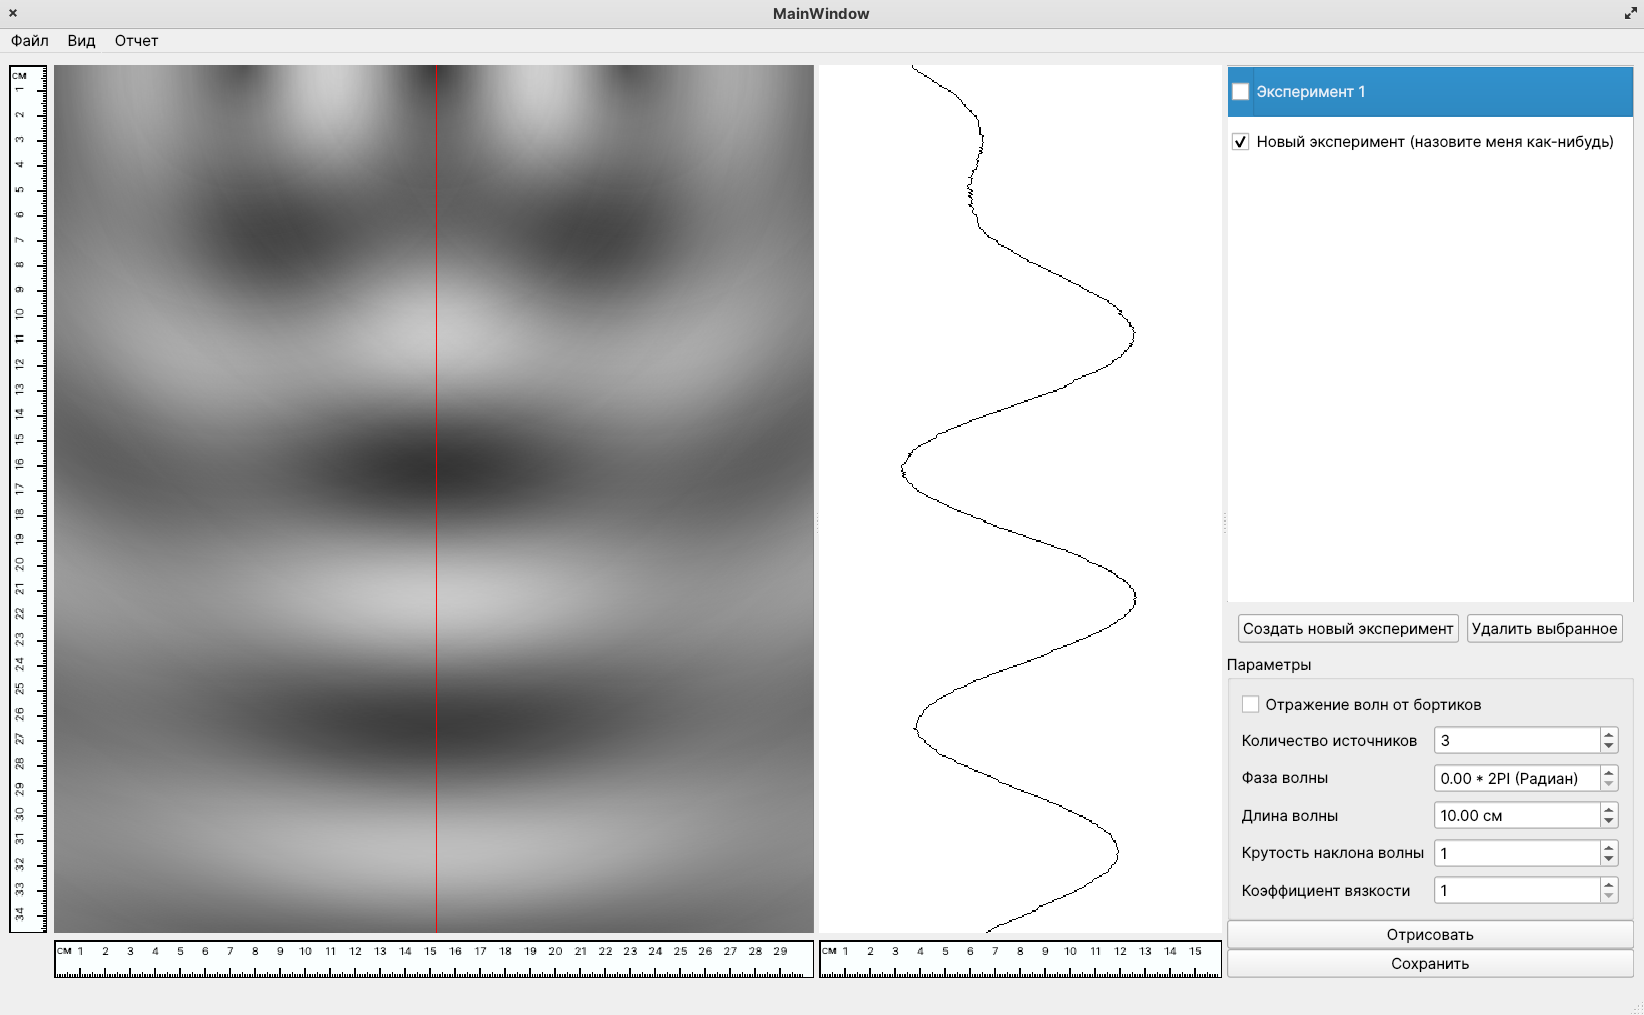 MainWindow
Файл Вид Отчет
см 1 2 3 4 5 6 7 8 9 10 11 12 13 14 15 16 17 18 19 20 21 22 23 24 25 26 27 28 29 30 31 32 33 34
Эксперимент 1
Новый эксперимент (назовите меня как-нибудь)
Создать новый эксперимент Удалить выбранное
Параметры
Отражение волн от бортиков
Количество источников 3
Фаза волны 0.00 * 2PI (Радиан)
Длина волны 10.00 см
Крутость наклона волны 1
Коэффициент вязкости 1
Отрисовать
Сохранить
см 1 2 3 4 5 6 7 8 9 10 11 12 13 14 15 16 17 18 19 20 21 22 23 24 25 26 27 28 29
см 1 2 3 4 5 6 7 8 9 10 11 12 13 14 15